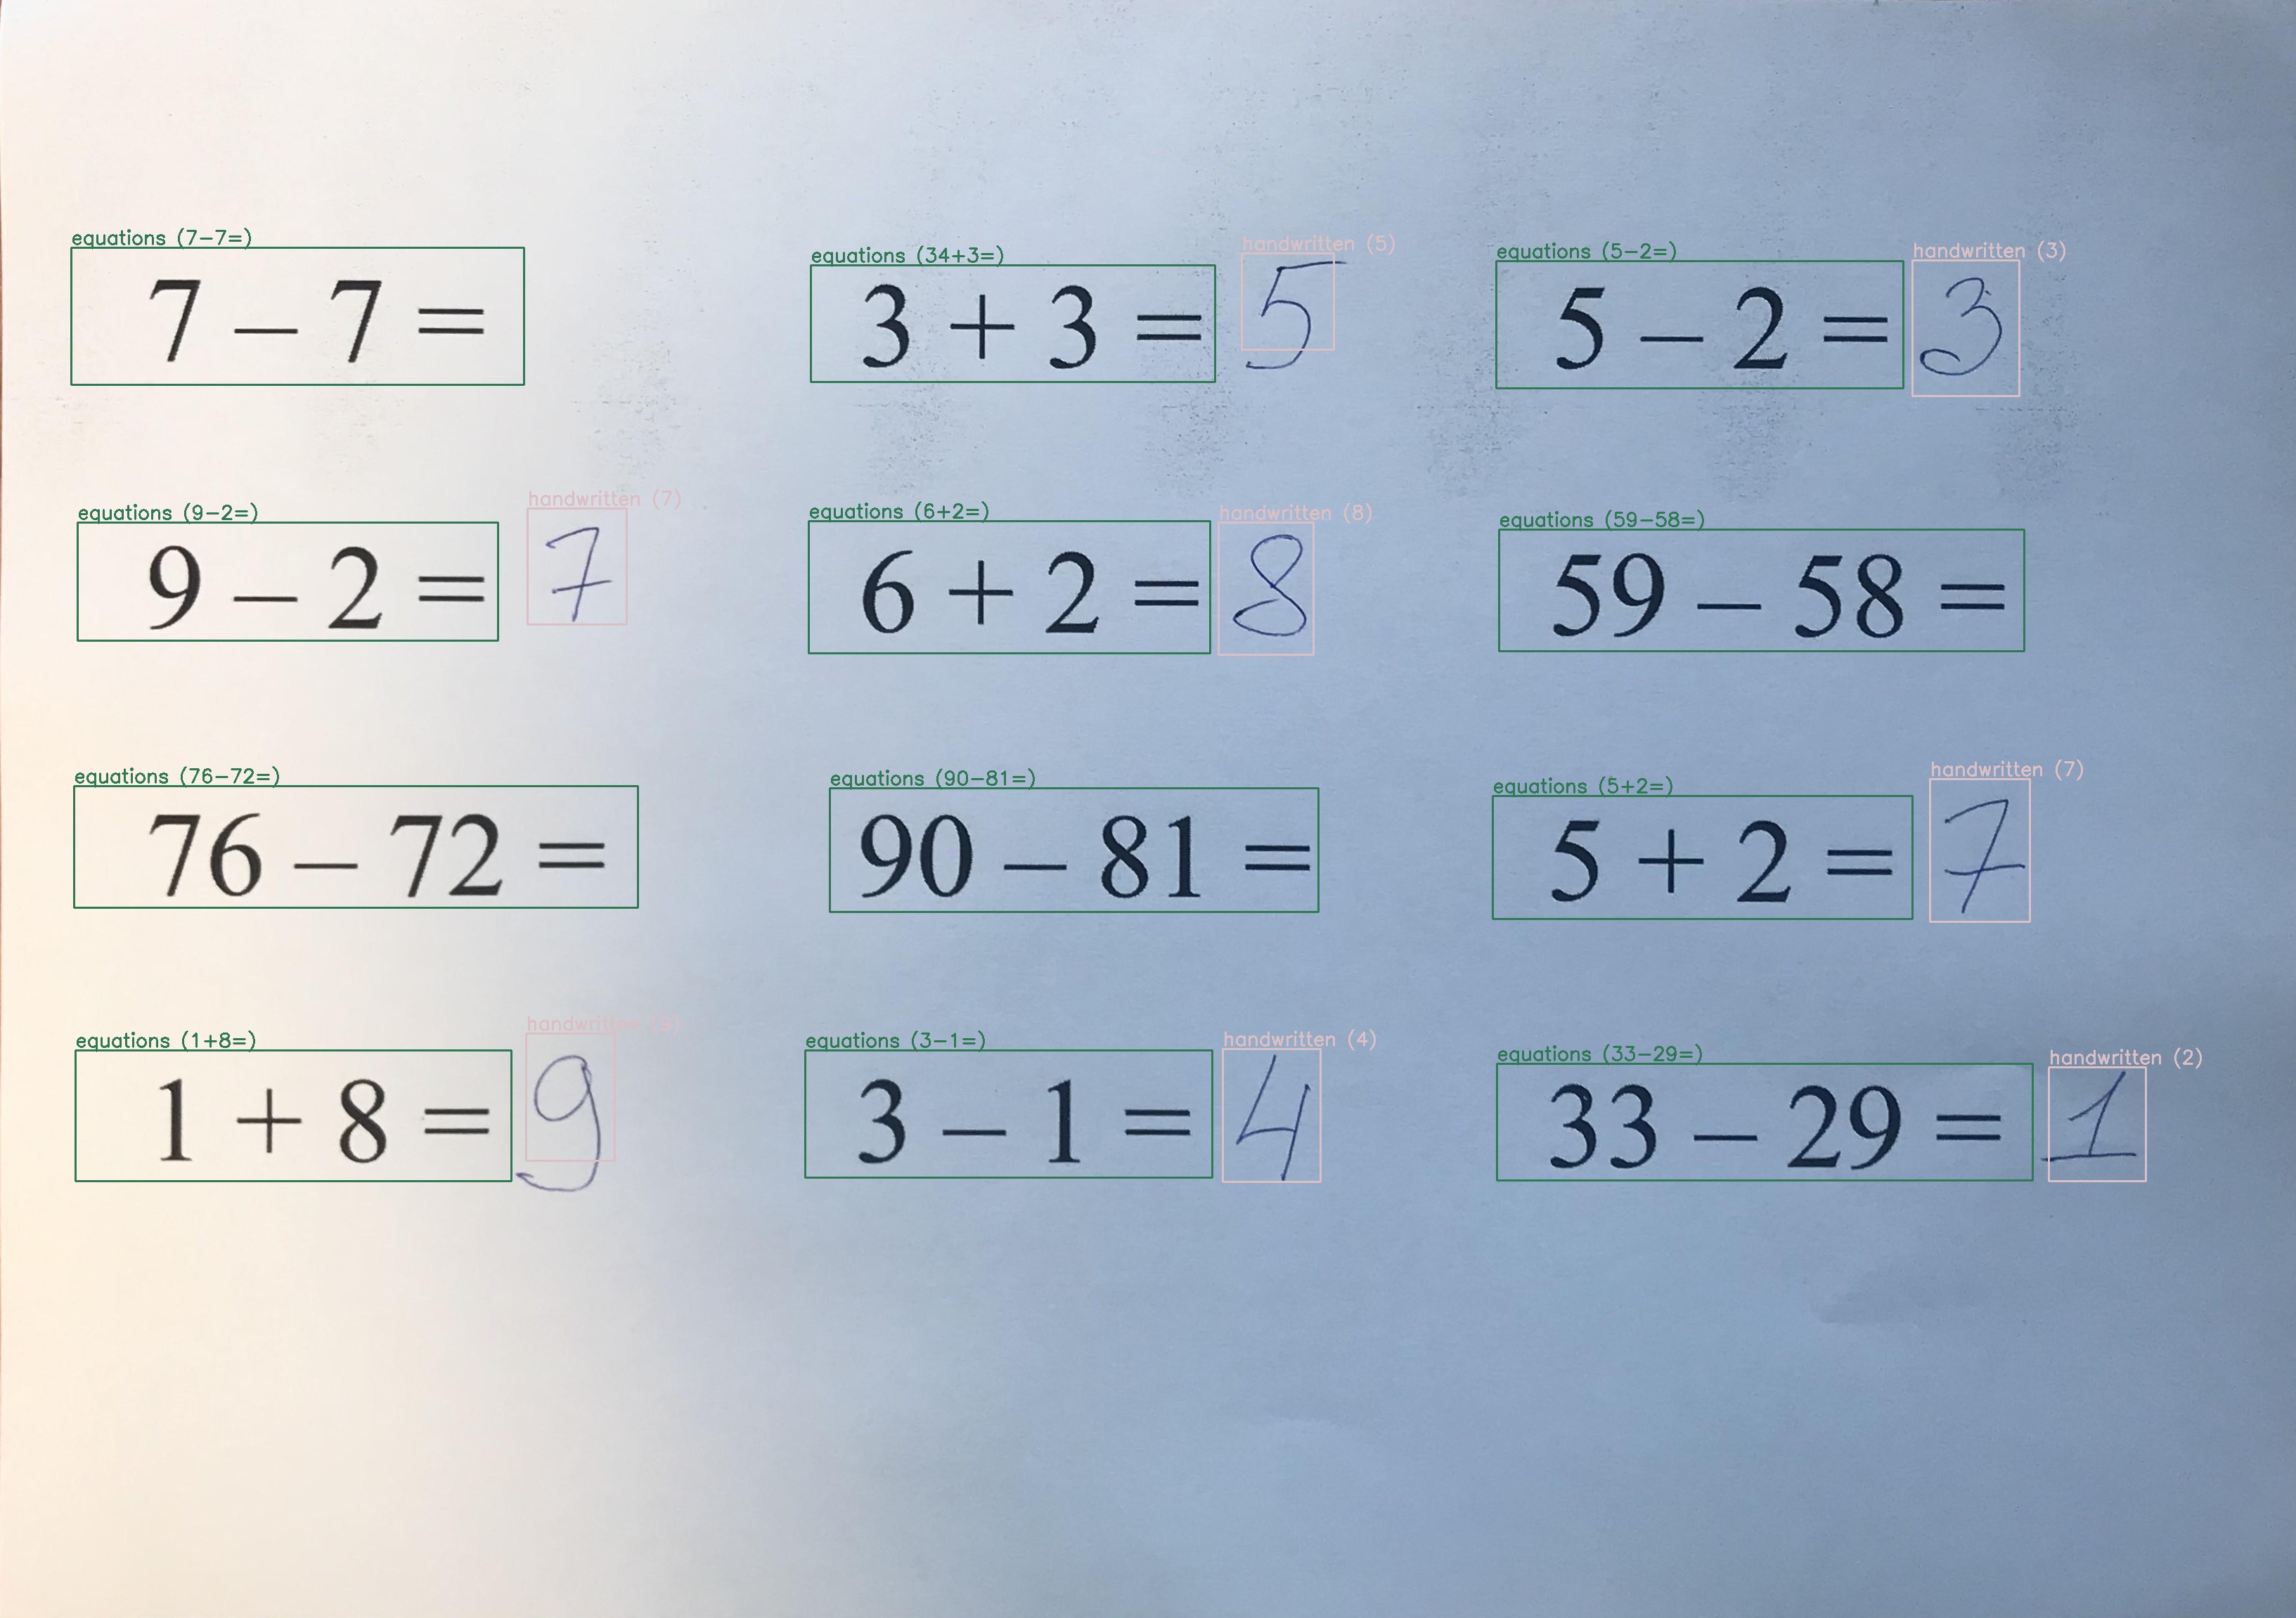 equations (7-7=) equations (34+3=) handwritten (5) equations (5-2=) handwritten (3)
7 – 7 = 3 + 3 = 5 5 – 2 = 3
equations (9-2=) handwritten (7) equations (6+2=) handwritten (8) equations (59-58=)
9 – 2 = 7 6 + 2 = 8 59 – 58 =
equations (76-72=) equations (90-81=) equations (5+2=) handwritten (7)
76 – 72 = 90 – 81 = 5 + 2 = 7
equations (1+8=) handwritten (9) equations (3-1=) handwritten (4) equations (33-29=) handwritten (2)
1 + 8 = 9 3 – 1 = 4 33 – 29 = 1